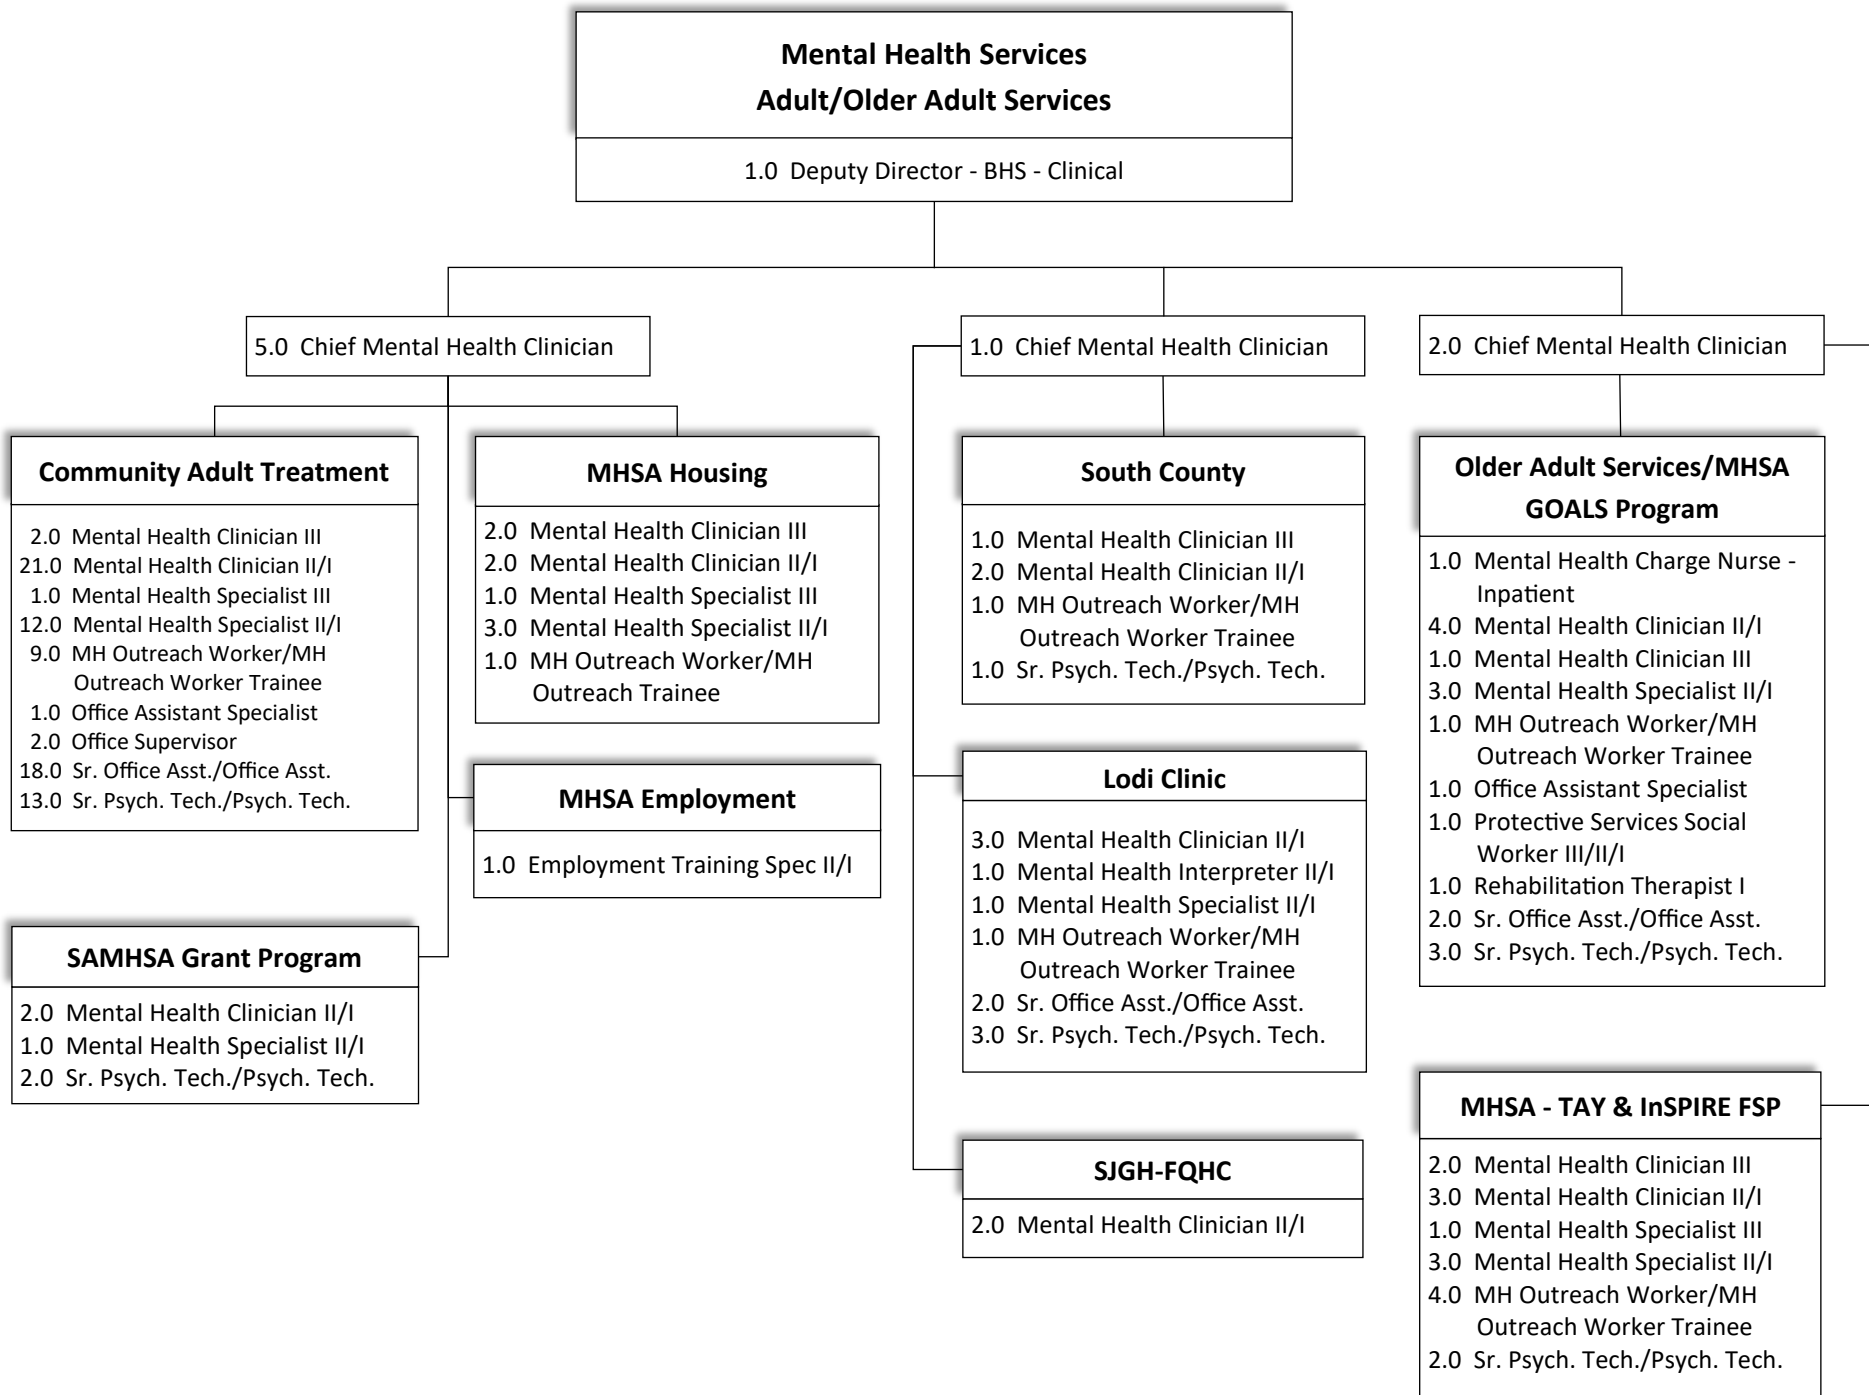 Mental Health Services
Adult/Older Adult Services
1.0 Deputy Director - BHS - Clinical
5.0 Chief Mental Health Clinician
1.0 Chief Mental Health Clinician
2.0 Chief Mental Health Clinician
Community Adult Treatment
2.0 Mental Health Clinician III
21.0 Mental Health Clinician II/I
1.0 Mental Health Specialist III
12.0 Mental Health Specialist II/I
9.0 MH Outreach Worker/MH
Outreach Worker Trainee
1.0 Office Assistant Specialist
2.0 Office Supervisor
18.0 Sr. Office Asst./Office Asst.
13.0 Sr. Psych. Tech./Psych. Tech.
SAMHSA Grant Program
2.0 Mental Health Clinician II/I
1.0 Mental Health Specialist II/I
2.0 Sr. Psych. Tech./Psych. Tech.
MHSA Housing
2.0 Mental Health Clinician III
2.0 Mental Health Clinician II/I
1.0 Mental Health Specialist III
3.0 Mental Health Specialist II/I
1.0 MH Outreach Worker/MH
Outreach Trainee
MHSA Employment
1.0 Employment Training Spec II/I
South County
1.0 Mental Health Clinician III
2.0 Mental Health Clinician II/I
1.0 MH Outreach Worker/MH
Outreach Worker Trainee
1.0 Sr. Psych. Tech./Psych. Tech.
Lodi Clinic
3.0 Mental Health Clinician II/I
1.0 Mental Health Interpreter II/I
1.0 Mental Health Specialist II/I
1.0 MH Outreach Worker/MH
Outreach Worker Trainee
2.0 Sr. Office Asst./Office Asst.
3.0 Sr. Psych. Tech./Psych. Tech.
SJGH-FQHC
2.0 Mental Health Clinician II/I
Older Adult Services/MHSA
GOALS Program
1.0 Mental Health Charge Nurse -
Inpatient
4.0 Mental Health Clinician II/I
1.0 Mental Health Clinician III
3.0 Mental Health Specialist II/I
1.0 MH Outreach Worker/MH
Outreach Worker Trainee
1.0 Office Assistant Specialist
1.0 Protective Services Social
Worker III/II/I
1.0 Rehabilitation Therapist I
2.0 Sr. Office Asst./Office Asst.
3.0 Sr. Psych. Tech./Psych. Tech.
MHSA - TAY & InSPIRE FSP
2.0 Mental Health Clinician III
3.0 Mental Health Clinician II/I
1.0 Mental Health Specialist III
3.0 Mental Health Specialist II/I
4.0 MH Outreach Worker/MH
Outreach Worker Trainee
2.0 Sr. Psych. Tech./Psych. Tech.